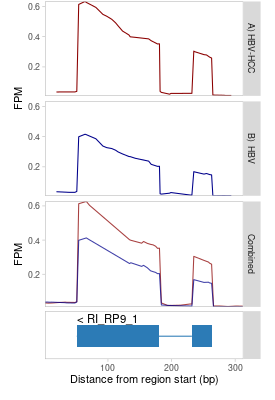 0.6
0.4
0.2
A) HBV-HCC
FPM
0.6
0.4
0.2
B) HBV
0.6
0.4
0.2
FPM
Combined
< RI_RP9_1
100
200
300
Distance from region start (bp)